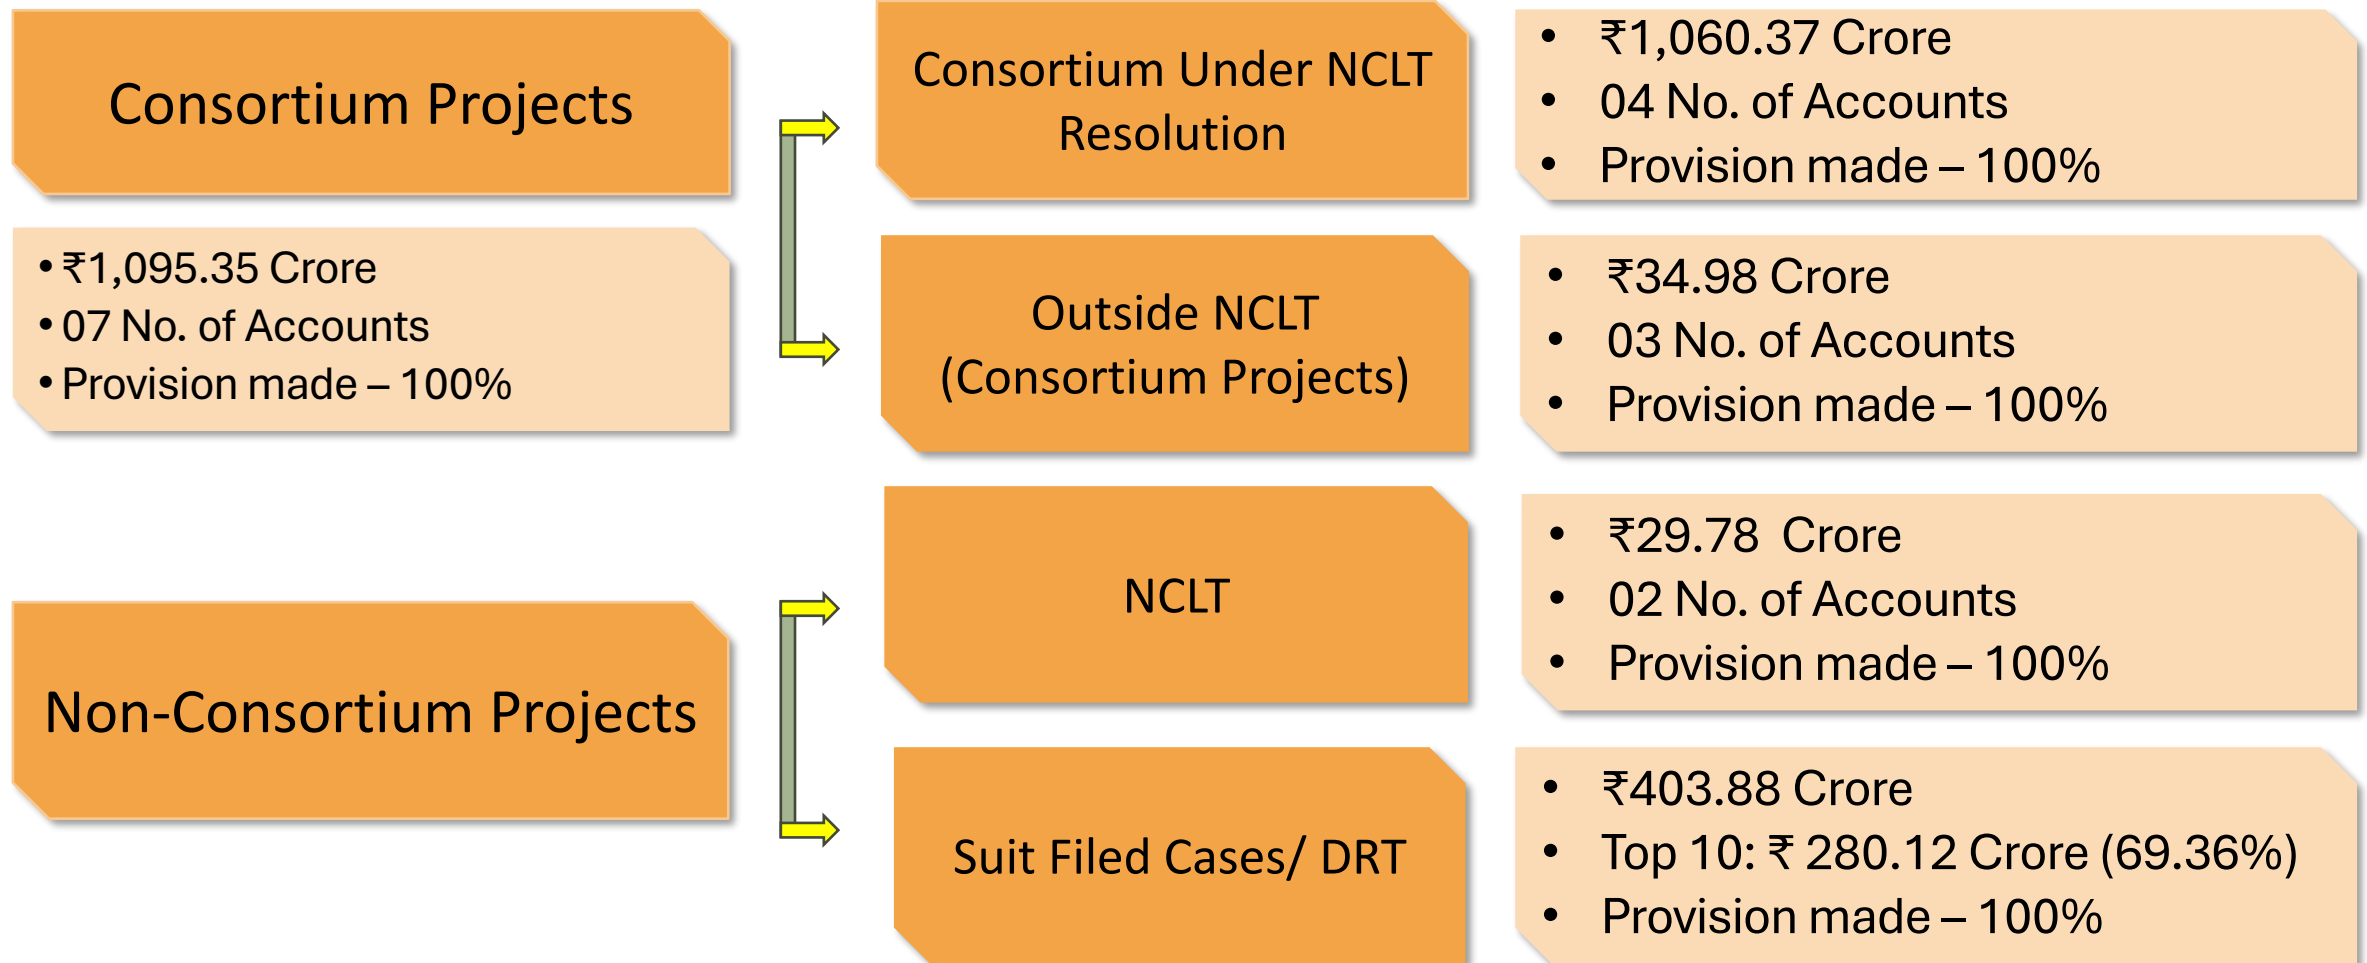 Consortium Projects
• ₹1,095.35 Crore
• 07 No. of Accounts
• Provision made – 100%
Consortium Under NCLT
Resolution
• ₹1,060.37 Crore
• 04 No. of Accounts
• Provision made – 100%
Outside NCLT
(Consortium Projects)
• ₹34.98 Crore
• 03 No. of Accounts
• Provision made – 100%
Non-Consortium Projects
NCLT
• ₹29.78  Crore
• 02 No. of Accounts
• Provision made – 100%
Suit Filed Cases/ DRT
• ₹403.88 Crore
• Top 10: ₹ 280.12 Crore (69.36%)
• Provision made – 100%